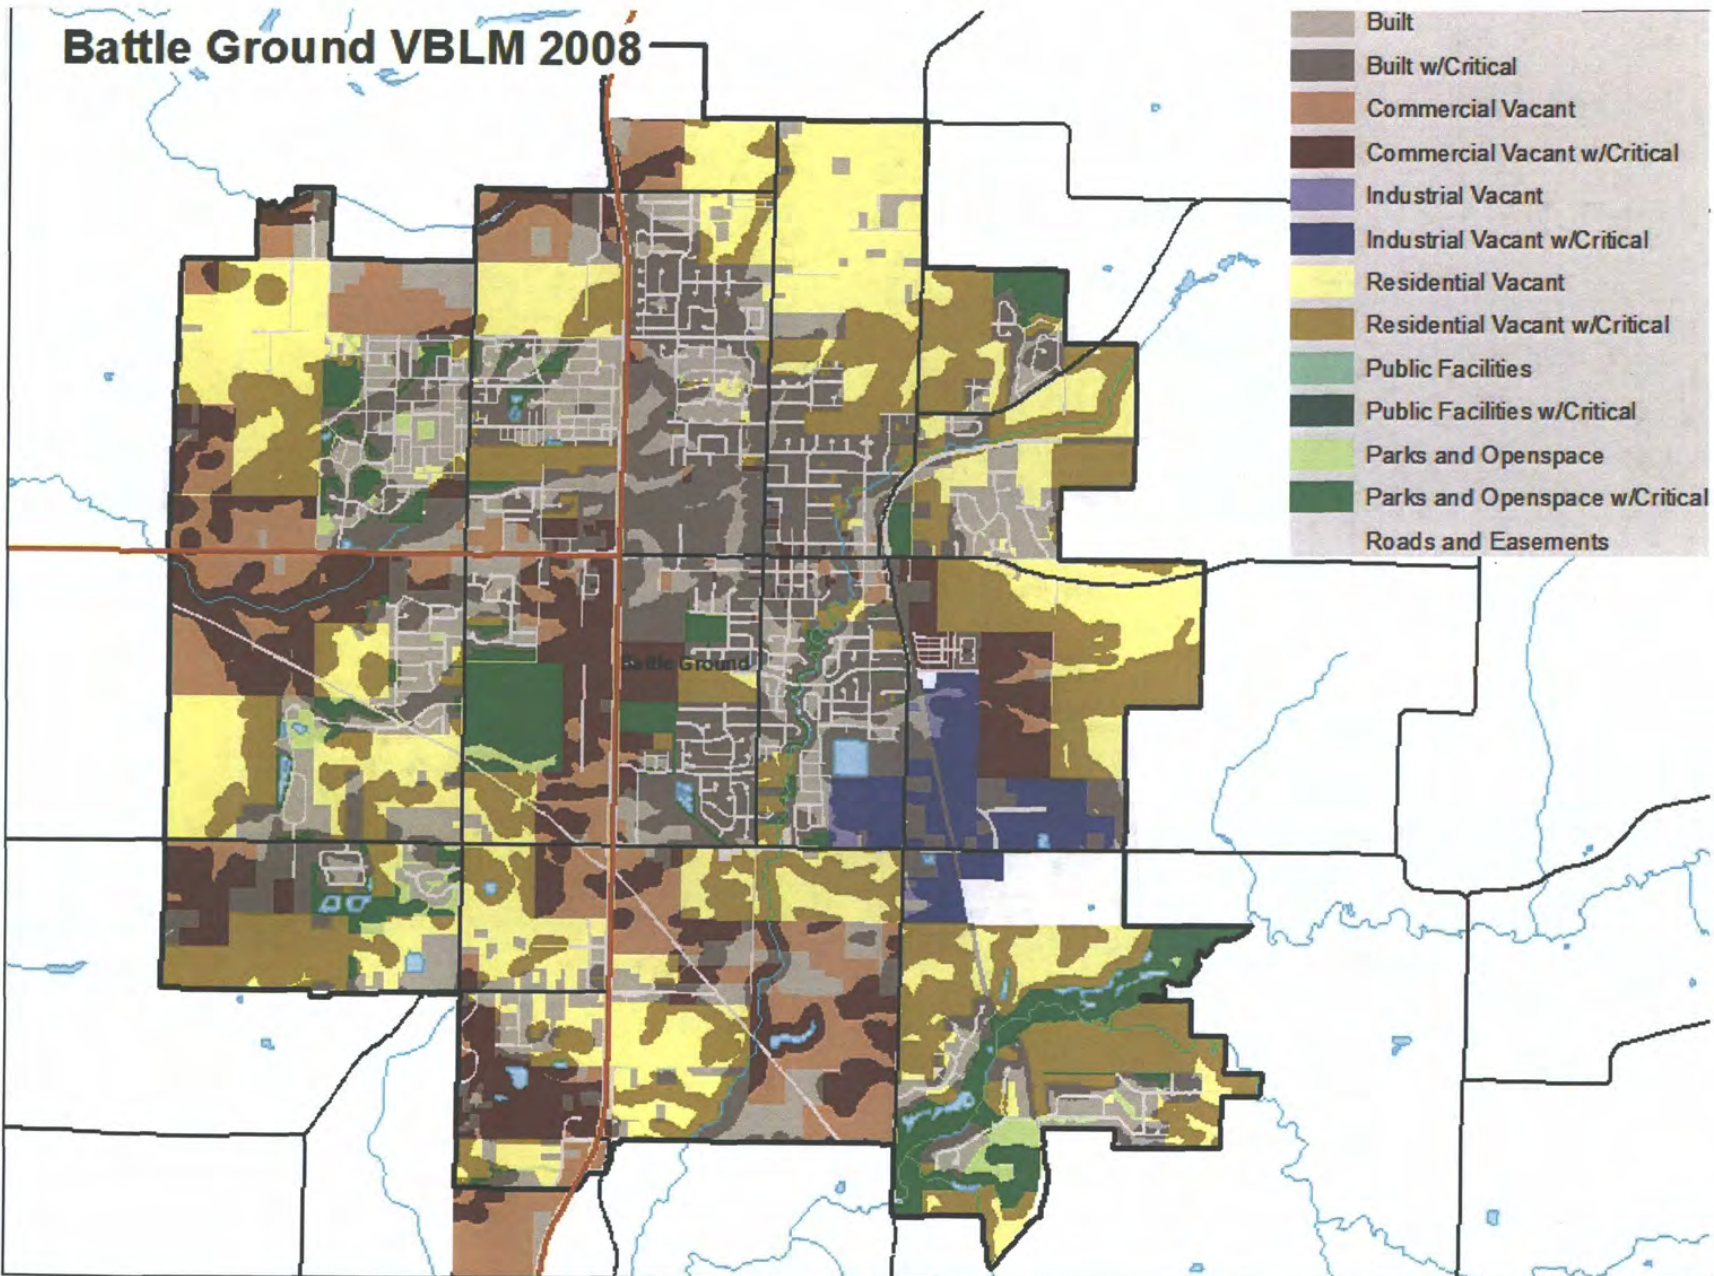 Battle Ground VBLM 2008
Built
Built w/Critical
Commercial Vacant
Commercial Vacant w/Critical
Industrial Vacant
Industrial Vacant w/Critical
Residential Vacant
Residential Vacant w/Critical
Public Facilities
Public Facilities w/Critical
Parks and Openspace
Parks and Openspace w/Critical
Roads and Easements
Battle Ground